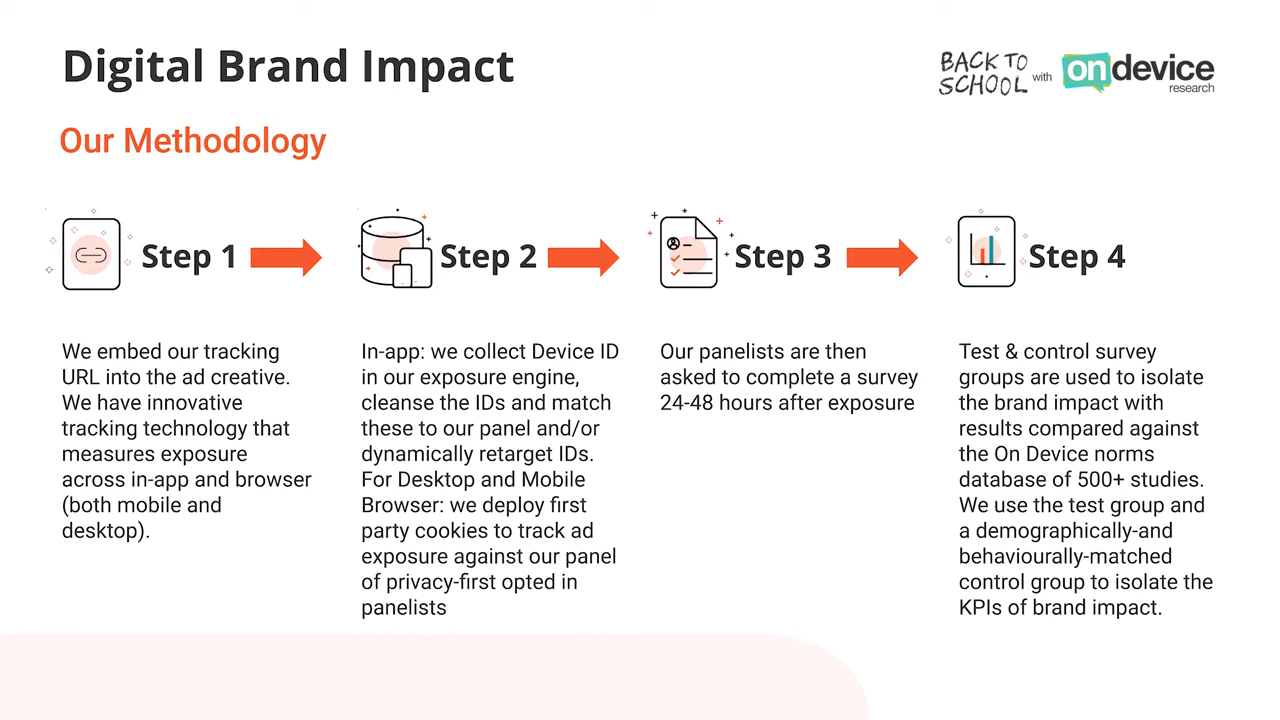 Digital Brand Impact
BACK TO
SCHOOL
with
ondevice
research
Our Methodology
Step 1
We embed our tracking
URL into the ad creative.
We have innovative
tracking technology that
measures exposure
across in-app and browser
(both mobile and
desktop).
Step 2
In-app: we collect Device ID
in our exposure engine,
cleanse the IDs and match
these to our panel and/or
dynamically retarget IDs.
For Desktop and Mobile
Browser: we deploy first
party cookies to track ad
exposure against our panel
of privacy-first opted in
panelists
Step 3
Our panelists are then
asked to complete a survey
24-48 hours after exposure
Step 4
Test & control survey
groups are used to isolate
the brand impact with
results compared against
the On Device norms
database of 500+ studies.
We use the test group and
a demographically-and
behaviourally-matched
control group to isolate the
KPIs of brand impact.